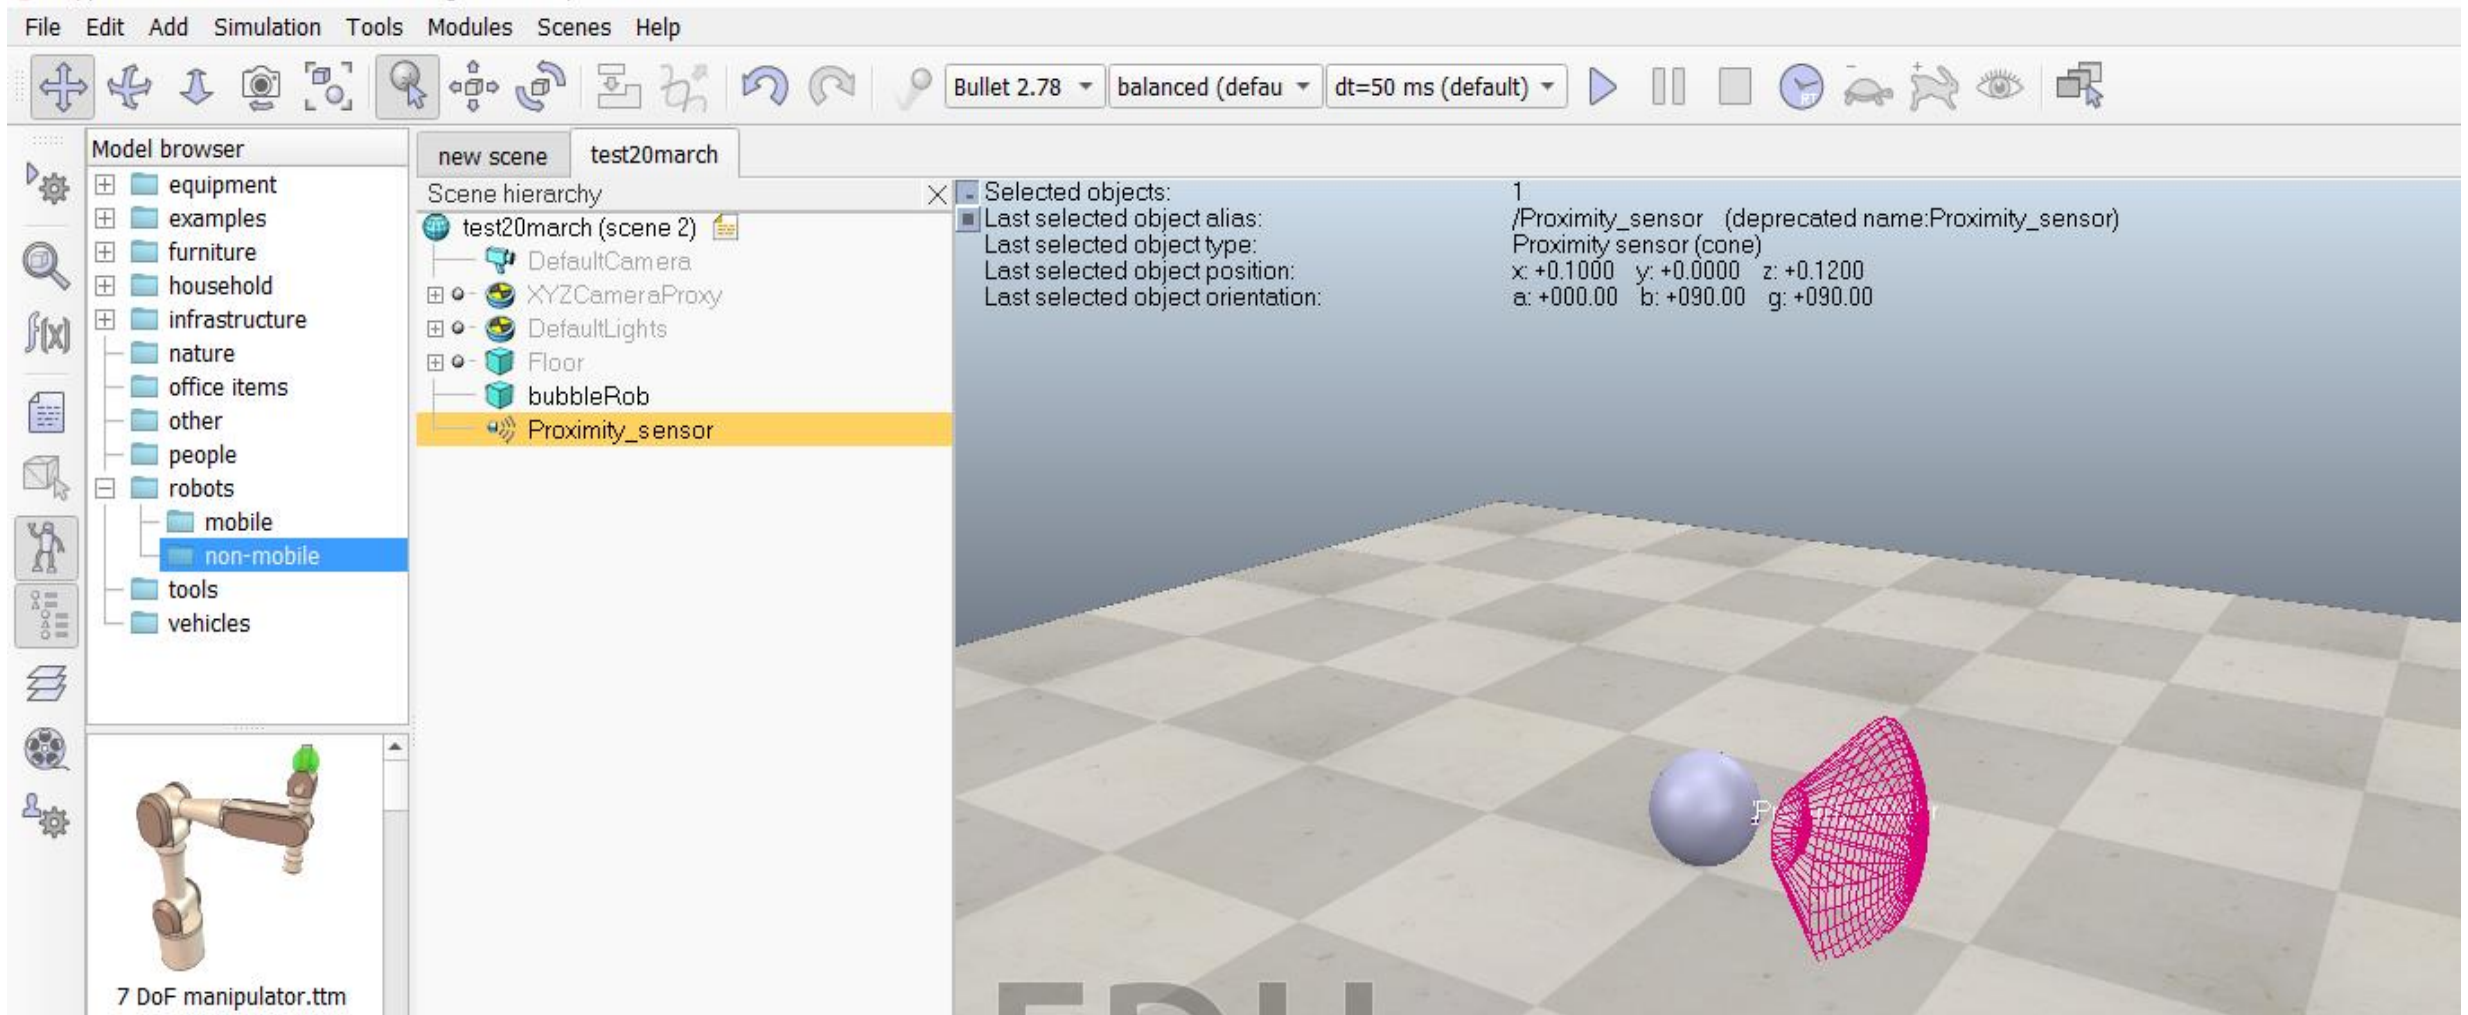 File Edit Add Simulation Tools Modules Scenes Help
Bullet 2.78 balanced (defau dt=50 ms (default) RT
Model browser
equipment
examples
furniture
household
infrastructure
nature
office items
other
people
robots
mobile
non-mobile
tools
vehicles
7 DoF manipulator.ttm
new scene test20march
Scene hierarchy
test20march (scene 2)
DefaultCamera
XYZCameraProxy
DefaultLights
Floor
bubbleRob
Proximity_sensor
Selected objects: 1
Last selected object alias: /Proximity_sensor (deprecated name:Proximity_sensor)
Last selected object type: Proximity sensor (cone)
Last selected object position: x: +0.1000 y: +0.0000 z: +0.1200
Last selected object orientation: a: +000.00 b: +090.00 g: +090.00
EDU